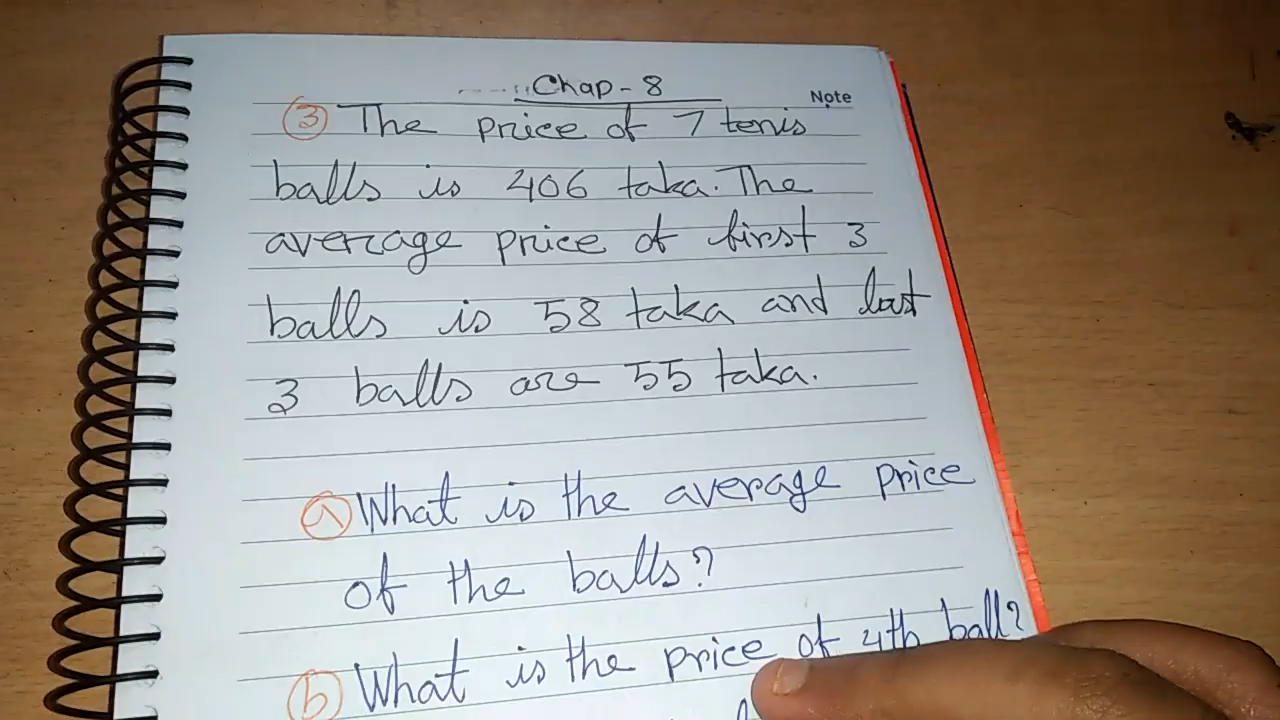 Chap-8
Note
③ The price of 7 tenis
balls is 406 taka. The
average price of first 3
balls is 58 taka and last
3 balls are 55 taka.
ⓐ What is the average price
of the balls?
ⓑ What is the price of 4th ball?